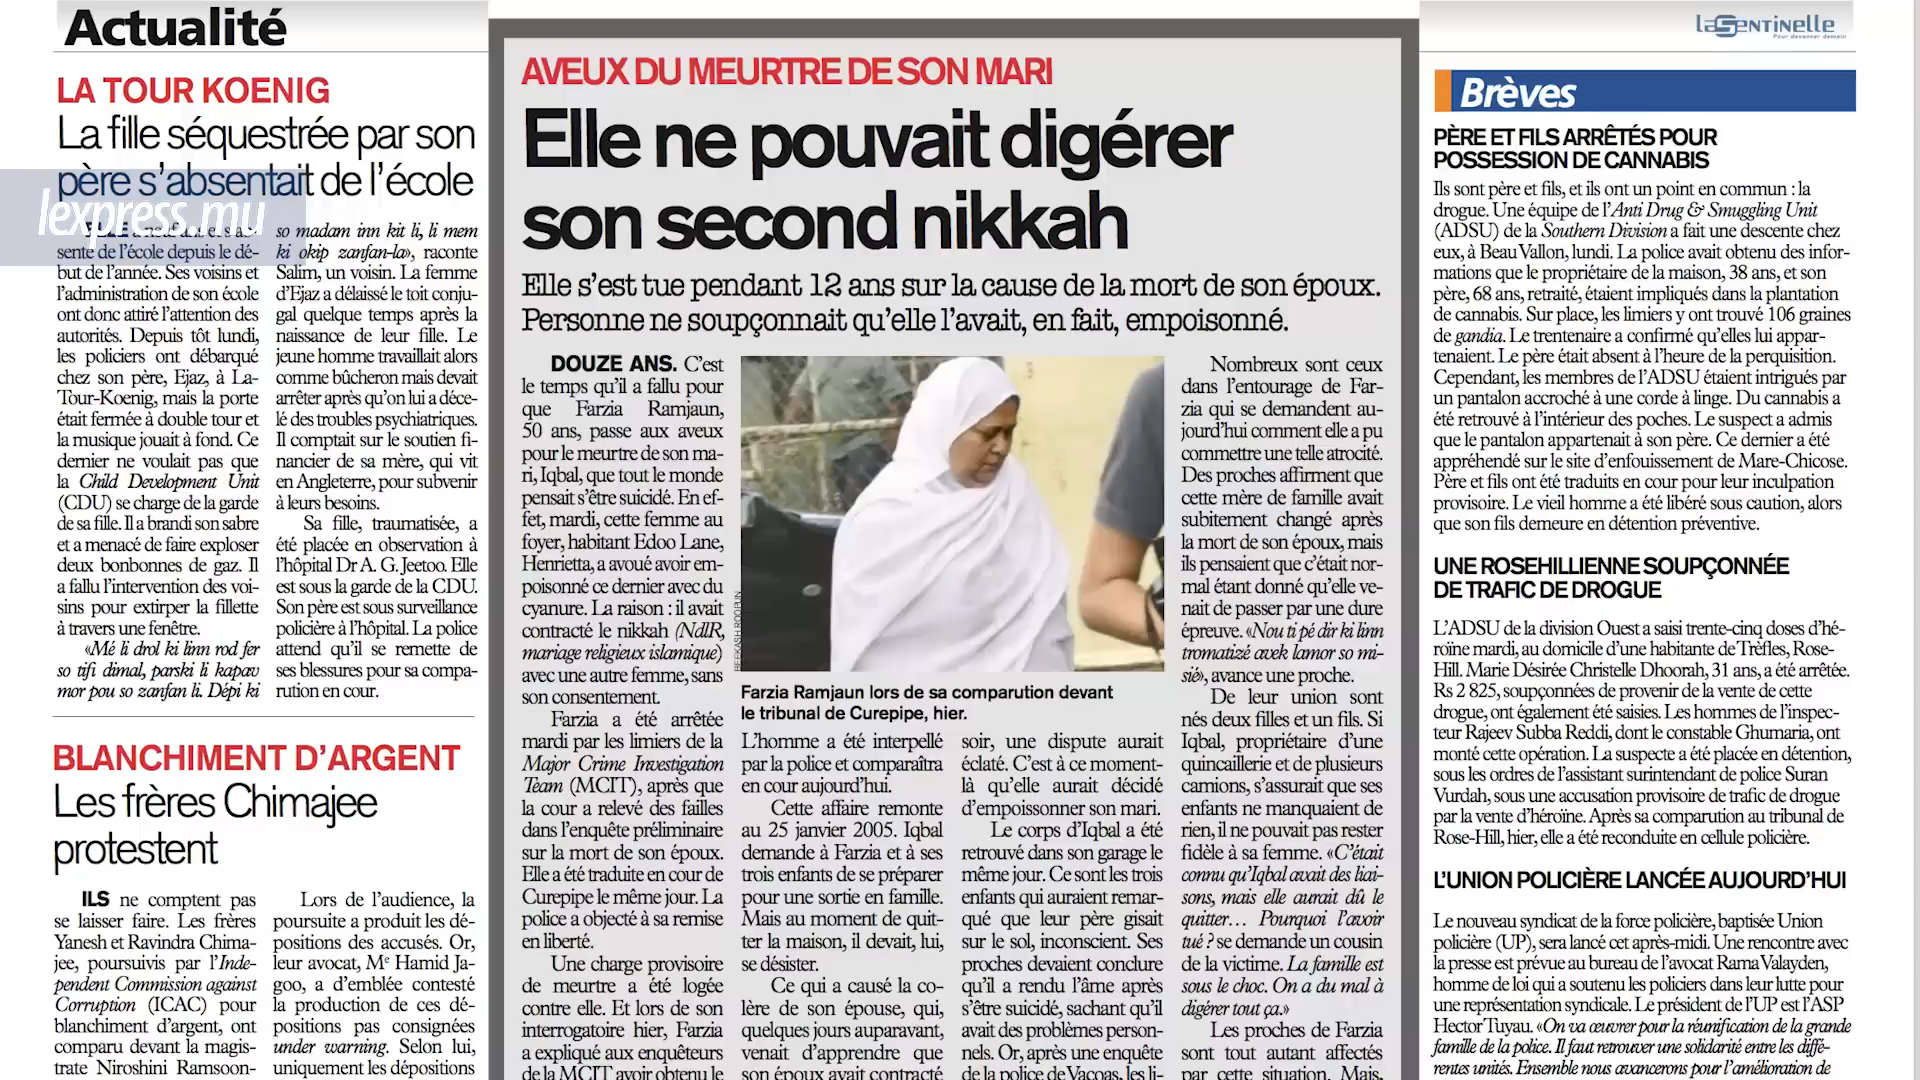 Actualité
LA TOUR KOENIG
La fille séquestrée par son
père s'absentait de l'école
lexpress.mu
ELLE a neuf ans et s'ab-
sente de l'école depuis le dé-
but de l'année. Ses voisins et
l'administration de son école
ont donc attiré l'attention des
autorités. Depuis tôt lundi,
les policiers ont débarqué
chez son père, Ejaz, à La-
Tour-Koenig, mais la porte
était fermée à double tour et
la musique jouait à fond. Ce
dernier ne voulait pas que
la Child Development Unit
(CDU) se charge de la garde
de sa fille. Il a brandi son sabre
et a menacé de faire exploser
deux bonbonnes de gaz. Il
a fallu l'intervention des voi-
sins pour extirper la fillette
à travers une fenêtre.
«Mé li drol ki linn rod fer
so tifi dimal, parski li kapav
mor pou so zanfan li. Dépi ki
so madam inn kit li, li mem
ki okip zanfan-la», raconte
Salim, un voisin. La femme
d'Ejaz a délaissé le toit conju-
gal quelque temps après la
naissance de leur fille. Le
jeune homme travaillait alors
comme bûcheron mais devait
arrêter après qu'on lui a déce-
lé des troubles psychiatriques.
Il comptait sur le soutien fi-
nancier de sa mère, qui vit
en Angleterre, pour subvenir
à leurs besoins.
Sa fille, traumatisée, a
été placée en observation à
l'hôpital Dr A. G. Jeetoo. Elle
est sous la garde de la CDU.
Son père est sous surveillance
policière à l'hôpital. La police
attend qu'il se remette de
ses blessures pour sa compa-
rution en cour.
BLANCHIMENT D'ARGENT
Les frères Chimajee
protestent
ILS ne comptent pas
se laisser faire. Les frères
Yanesh et Ravindra Chima-
jee, poursuivis par l'Inde-
pendent Commission against
Corruption (ICAC) pour
blanchiment d'argent, ont
comparu devant la magis-
trate Niroshini Ramsoon-
Lors de l'audience, la
poursuite a produit les dé-
positions des accusés. Or,
leur avocat, Me Hamid Ja-
goo, a d'emblée contesté
la production de ces dé-
positions pas consignées
under warning. Selon lui,
uniquement les dépositions
AVEUX DU MEURTRE DE SON MARI
Elle ne pouvait digérer
son second nikkah
Elle s'est tue pendant 12 ans sur la cause de la mort de son époux.
Personne ne soupçonnait qu'elle l'avait, en fait, empoisonné.
DOUZE ANS. C'est
le temps qu'il a fallu pour
que Farzia Ramjaun,
50 ans, passe aux aveux
pour le meurtre de son ma-
ri, Iqbal, que tout le monde
pensait s'être suicidé. En ef-
fet, mardi, cette femme au
foyer, habitant Edoo Lane,
Henrietta, a avoué avoir em-
poisonné ce dernier avec du
cyanure. La raison : il avait
contracté le nikkah (NdlR,
mariage religieux islamique)
avec une autre femme, sans
son consentement.
Farzia a été arrêtée
mardi par les limiers de la
Major Crime Investigation
Team (MCIT), après que
la cour a relevé des failles
dans l'enquête préliminaire
sur la mort de son époux.
Elle a été traduite en cour de
Curepipe le même jour. La
police a objecté à sa remise
en liberté.
Une charge provisoire
de meurtre a été logée
contre elle. Et lors de son
interrogatoire hier, Farzia
a expliqué aux enquêteurs
de la MCIT avoir obtenu le
BEEKASH ROOPUN
Farzia Ramjaun lors de sa comparution devant
le tribunal de Curepipe, hier.
L'homme a été interpellé
par la police et comparaîtra
en cour aujourd'hui.
Cette affaire remonte
au 25 janvier 2005. Iqbal
demande à Farzia et à ses
trois enfants de se préparer
pour une sortie en famille.
Mais au moment de quit-
ter la maison, il devait, lui,
se désister.
Ce qui a causé la co-
lère de son épouse, qui,
quelques jours auparavant,
venait d'apprendre que
son époux avait contracté
soir, une dispute aurait
éclaté. C'est à ce moment-
là qu'elle aurait décidé
d'empoissonner son mari.
Le corps d'Iqbal a été
retrouvé dans son garage le
même jour. Ce sont les trois
enfants qui auraient remar-
qué que leur père gisait
sur le sol, inconscient. Ses
proches devaient conclure
qu'il a rendu l'âme après
s'être suicidé, sachant qu'il
avait des problèmes person-
nels. Or, après une enquête
de la police de Vacoas, les li-
Nombreux sont ceux
dans l'entourage de Far-
zia qui se demandent au-
jourd'hui comment elle a pu
commettre une telle atrocité.
Des proches affirment que
cette mère de famille avait
subitement changé après
la mort de son époux, mais
ils pensaient que c'était nor-
mal étant donné qu'elle ve-
nait de passer par une dure
épreuve. «Nou ti pé dir ki linn
tromatizé avek lamor so mi-
sié», avance une proche.
De leur union sont
nés deux filles et un fils. Si
Iqbal, propriétaire d'une
quincaillerie et de plusieurs
camions, s'assurait que ses
enfants ne manquaient de
rien, il ne pouvait pas rester
fidèle à sa femme. «C'était
connu qu'Iqbal avait des liai-
sons, mais elle aurait dû le
quitter… Pourquoi l'avoir
tué ? se demande un cousin
de la victime. La famille est
sous le choc. On a du mal à
digérer tout ça.»
Les proches de Farzia
sont tout autant affectés
par cette situation. Mais,
laSentinelle
Pour devancer demain
Brèves
PÈRE ET FILS ARRÊTÉS POUR
POSSESSION DE CANNABIS
Ils sont père et fils, et ils ont un point en commun : la
drogue. Une équipe de l'Anti Drug & Smuggling Unit
(ADSU) de la Southern Division a fait une descente chez
eux, à Beau Vallon, lundi. La police avait obtenu des infor-
mations que le propriétaire de la maison, 38 ans, et son
père, 68 ans, retraité, étaient impliqués dans la plantation
de cannabis. Sur place, les limiers y ont trouvé 106 graines
de gandia. Le trentenaire a confirmé qu'elles lui appar-
tenaient. Le père était absent à l'heure de la perquisition.
Cependant, les membres de l'ADSU étaient intrigués par
un pantalon accroché à une corde à linge. Du cannabis a
été retrouvé à l'intérieur des poches. Le suspect a admis
que le pantalon appartenait à son père. Ce dernier a été
appréhendé sur le site d'enfouissement de Mare-Chicose.
Père et fils ont été traduits en cour pour leur inculpation
provisoire. Le vieil homme a été libéré sous caution, alors
que son fils demeure en détention préventive.
UNE ROSEHILLIENNE SOUPÇONNÉE
DE TRAFIC DE DROGUE
L'ADSU de la division Ouest a saisi trente-cinq doses d'hé-
roïne mardi, au domicile d'une habitante de Trèfles, Rose-
Hill. Marie Désirée Christelle Dhoorah, 31 ans, a été arrêtée.
Rs 2 825, soupçonnées de provenir de la vente de cette
drogue, ont également été saisies. Les hommes de l'inspec-
teur Rajeev Subba Reddi, dont le constable Ghumaria, ont
monté cette opération. La suspecte a été placée en détention,
sous les ordres de l'assistant surintendant de police Suran
Vurdah, sous une accusation provisoire de trafic de drogue
par la vente d'héroïne. Après sa comparution au tribunal de
Rose-Hill, hier, elle a été reconduite en cellule policière.
L'UNION POLICIÈRE LANCÉE AUJOURD'HUI
Le nouveau syndicat de la force policière, baptisée Union
policière (UP), sera lancé cet après-midi. Une rencontre avec
la presse est prévue au bureau de l'avocat Rama Valayden,
homme de loi qui a soutenu les policiers dans leur lutte pour
une représentation syndicale. Le président de l'UP est l'ASP
Hector Tuyau. «On va œuvrer pour la réunification de la grande
famille de la police. Il faut retrouver une solidarité entre les diffé-
rentes unités. Ensemble nous avancerons pour l'amélioration de